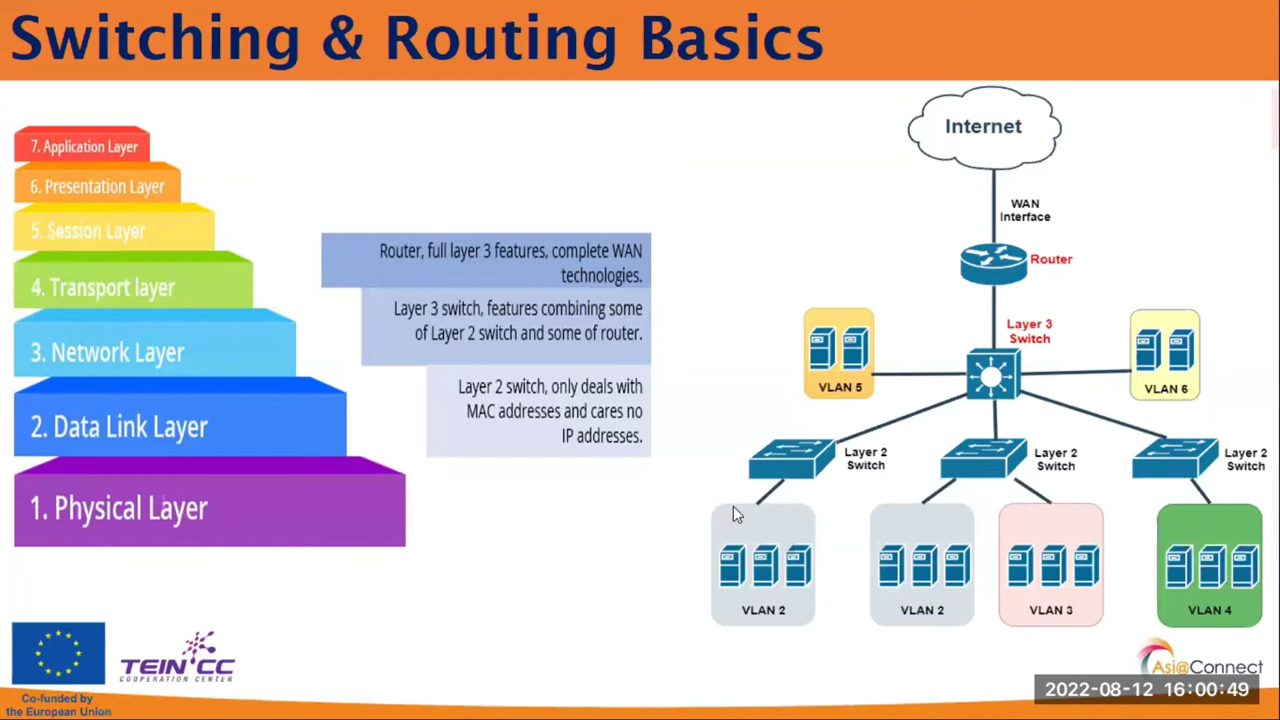 Switching & Routing Basics
7. Application Layer
6. Presentation Layer
5. Session Layer
4. Transport layer
3. Network Layer
2. Data Link Layer
1. Physical Layer
Router, full layer 3 features, complete WAN
technologies.
Layer 3 switch, features combining some
of Layer 2 switch and some of router.
Layer 2 switch, only deals with
MAC addresses and cares no
IP addresses.
Internet
WAN
Interface
Router
Layer 3
Switch
VLAN 5
VLAN 6
Layer 2
Switch
Layer 2
Switch
Layer 2
Switch
VLAN 2
VLAN 2
VLAN 3
VLAN 4
Co-funded by
the European Union
TEIN CC
COOPERATION CENTER
Asi@Connect
2022-08-12 16:00:49